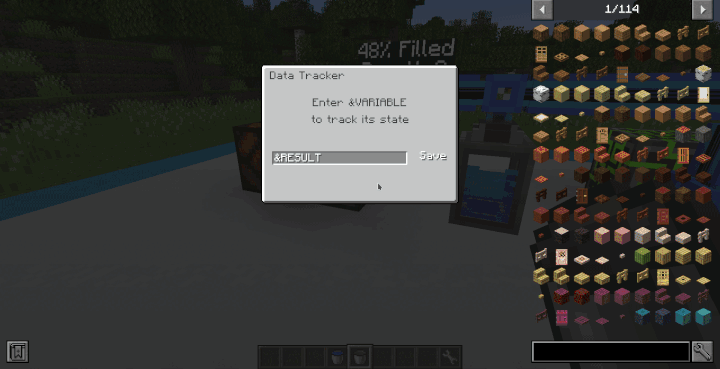 1/114
48% Filled
Data Tracker
Enter &VARIABLE
to track its state
&RESULT
Save